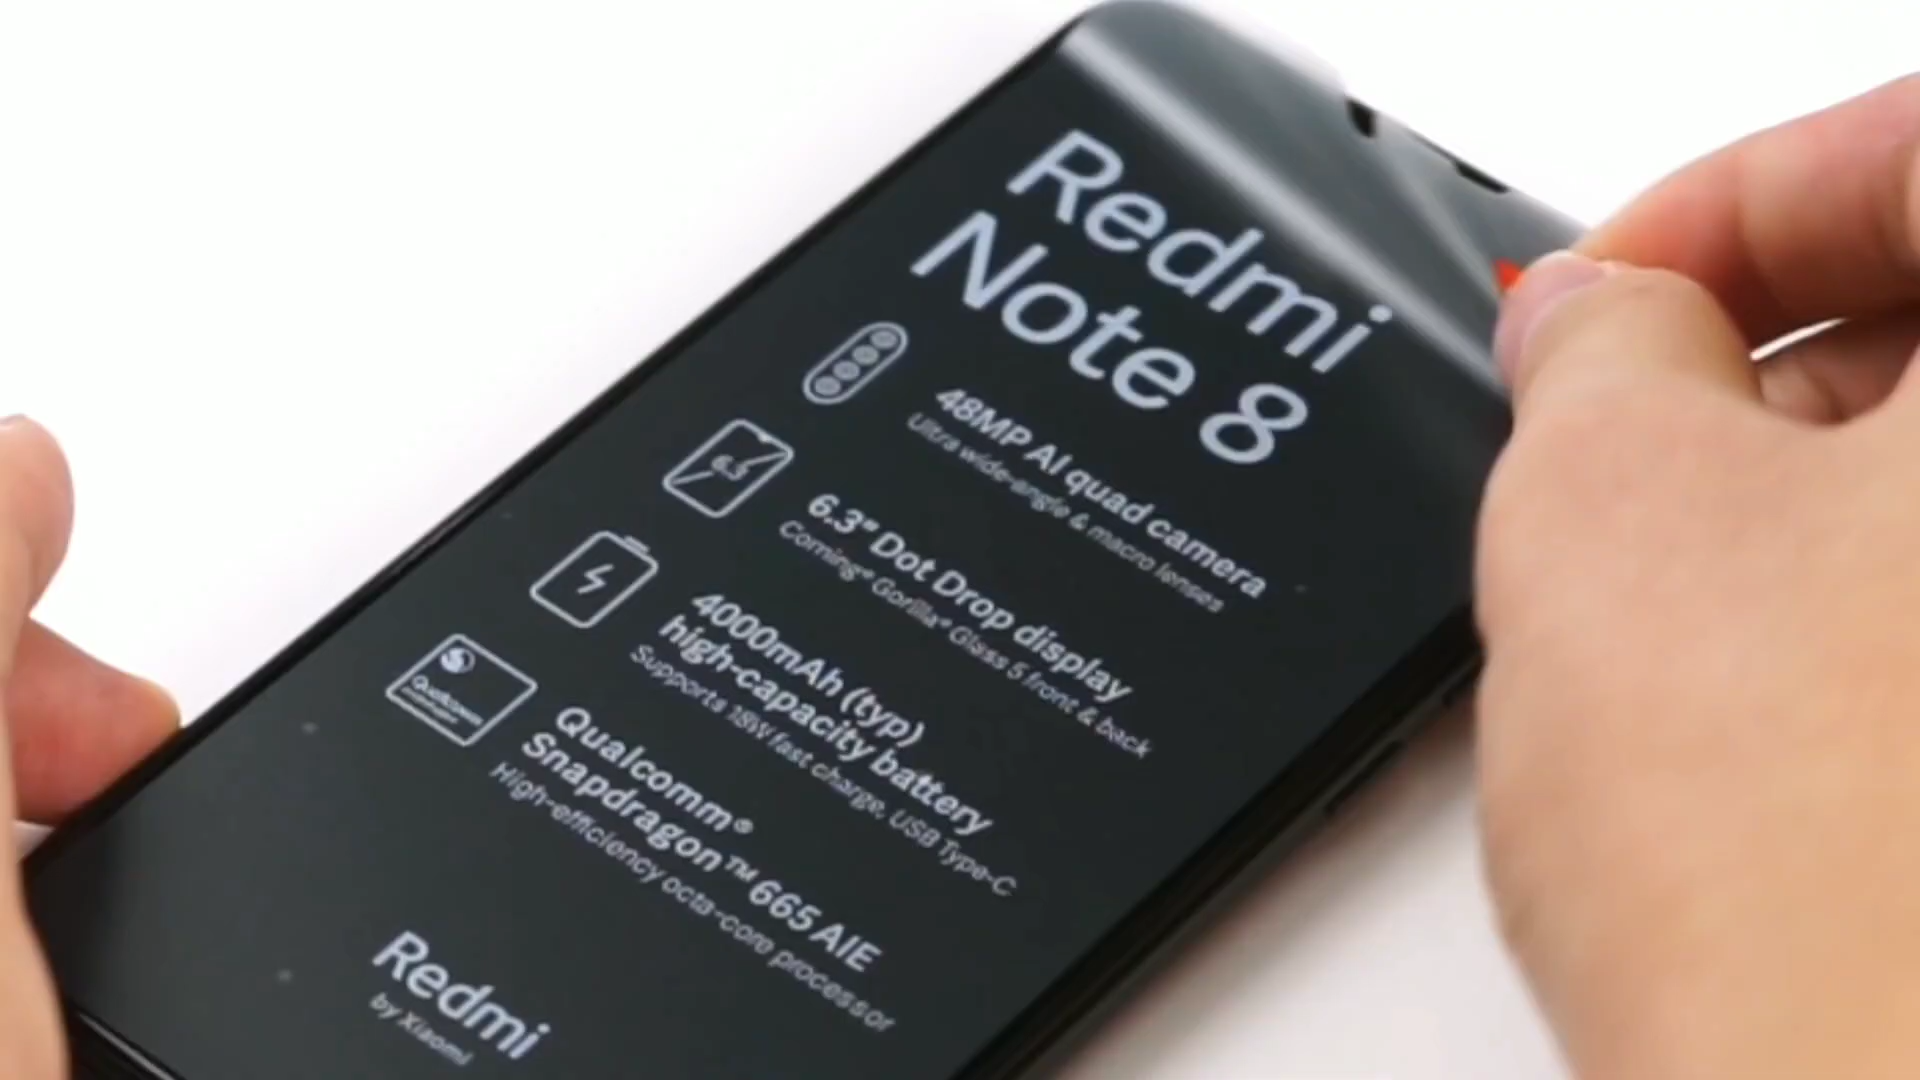 Redmi
Note 8
48MP AI quad camera
Ultra wide-angle & macro lenses
6.3
6.3" Dot Drop display
Corning® Gorilla® Glass 5 front & back
4000mAh (typ)
high-capacity battery
Supports 18W fast charge, USB Type-C
Qualcomm
Qualcomm®
Snapdragon™ 665 AIE
High-efficiency octa-core processor
Redmi
by Xiaomi